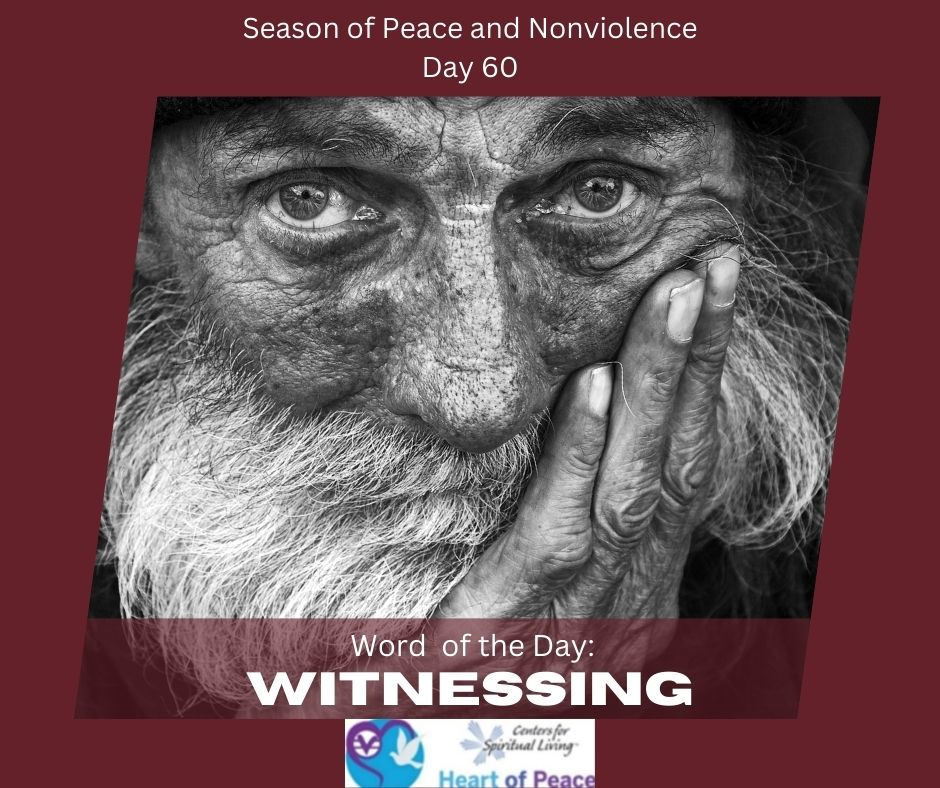 Season of Peace and Nonviolence
Day 60
Word of the Day:
WITNESSING
Centers for
Spiritual Living
Heart of Peace